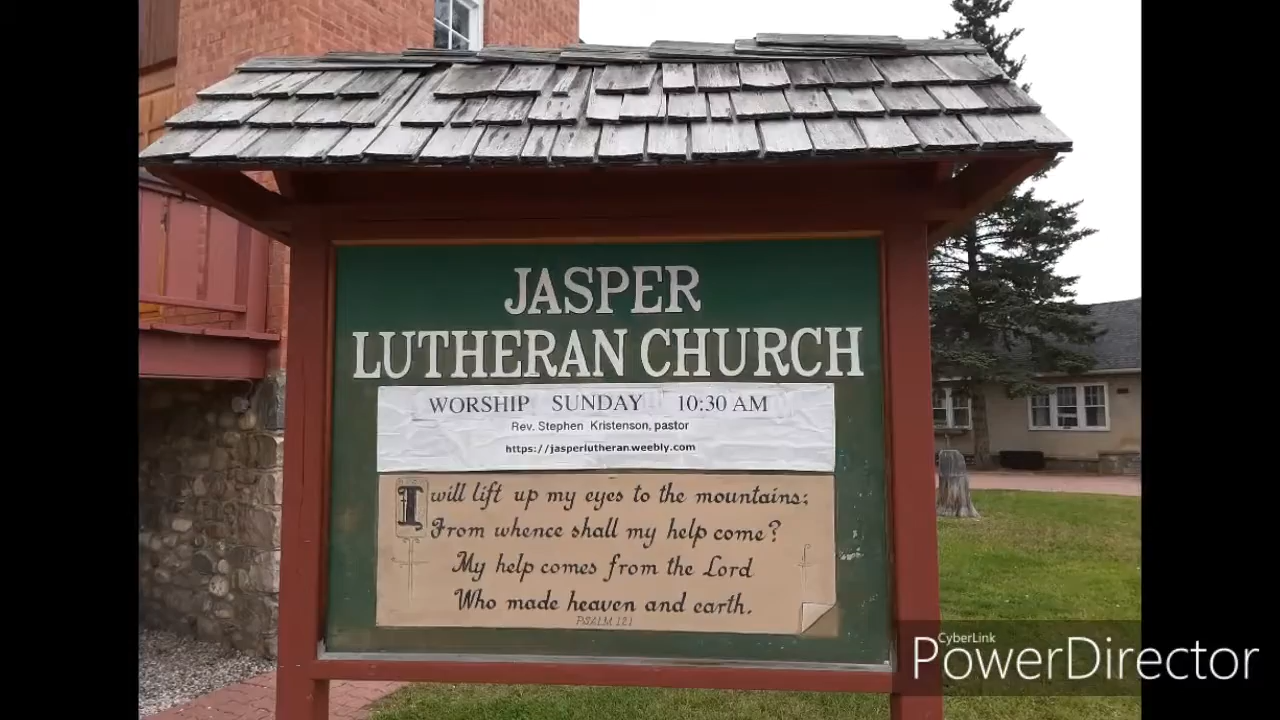 JASPER
LUTHERAN CHURCH
WORSHIP SUNDAY 10:30 AM
Rev. Stephen Kristenson, pastor
https://jasperlutheran.weebly.com
I will lift up my eyes to the mountains;
From whence shall my help come?
My help comes from the Lord
Who made heaven and earth.
PSALM 121
CyberLink
PowerDirector